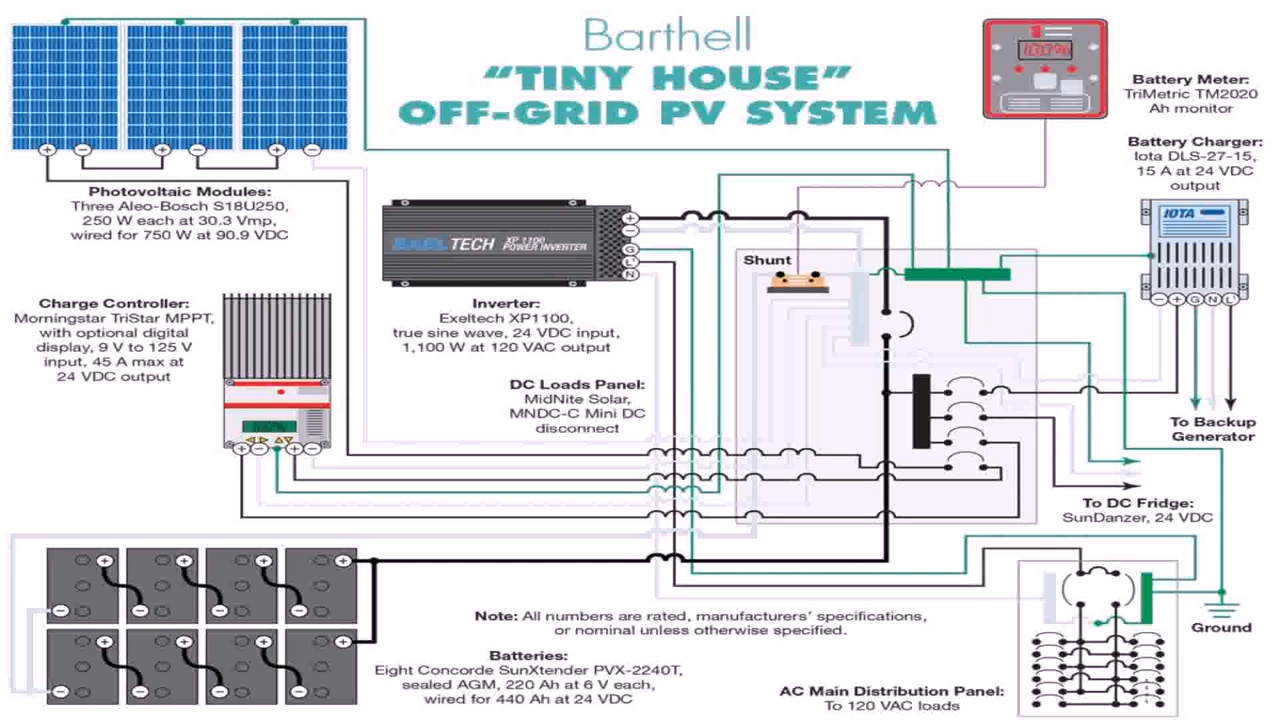 Barthell
“TINY HOUSE”
OFF-GRID PV SYSTEM
100%
Battery Meter:
TriMetric TM2020
Ah monitor
Battery Charger:
Iota DLS-27-15,
15 A at 24 VDC
output
IOTA
Photovoltaic Modules:
Three Aleo-Bosch S18U250,
250 W each at 30.3 Vmp,
wired for 750 W at 90.9 VDC
EXELTECH XP 1100
POWER INVERTER
G
L
N
Shunt
G N L
Charge Controller:
Morningstar TriStar MPPT,
with optional digital
display, 9 V to 125 V
input, 45 A max at
24 VDC output
Inverter:
Exeltech XP1100,
true sine wave, 24 VDC input,
1,100 W at 120 VAC output
DC Loads Panel:
MidNite Solar,
MNDC-C Mini DC
disconnect
To Backup
Generator
To DC Fridge:
SunDanzer, 24 VDC
Ground
Note: All numbers are rated, manufacturers’ specifications,
or nominal unless otherwise specified.
Batteries:
Eight Concorde SunXtender PVX-2240T,
sealed AGM, 220 Ah at 6 V each,
wired for 440 Ah at 24 VDC
AC Main Distribution Panel:
To 120 VAC loads